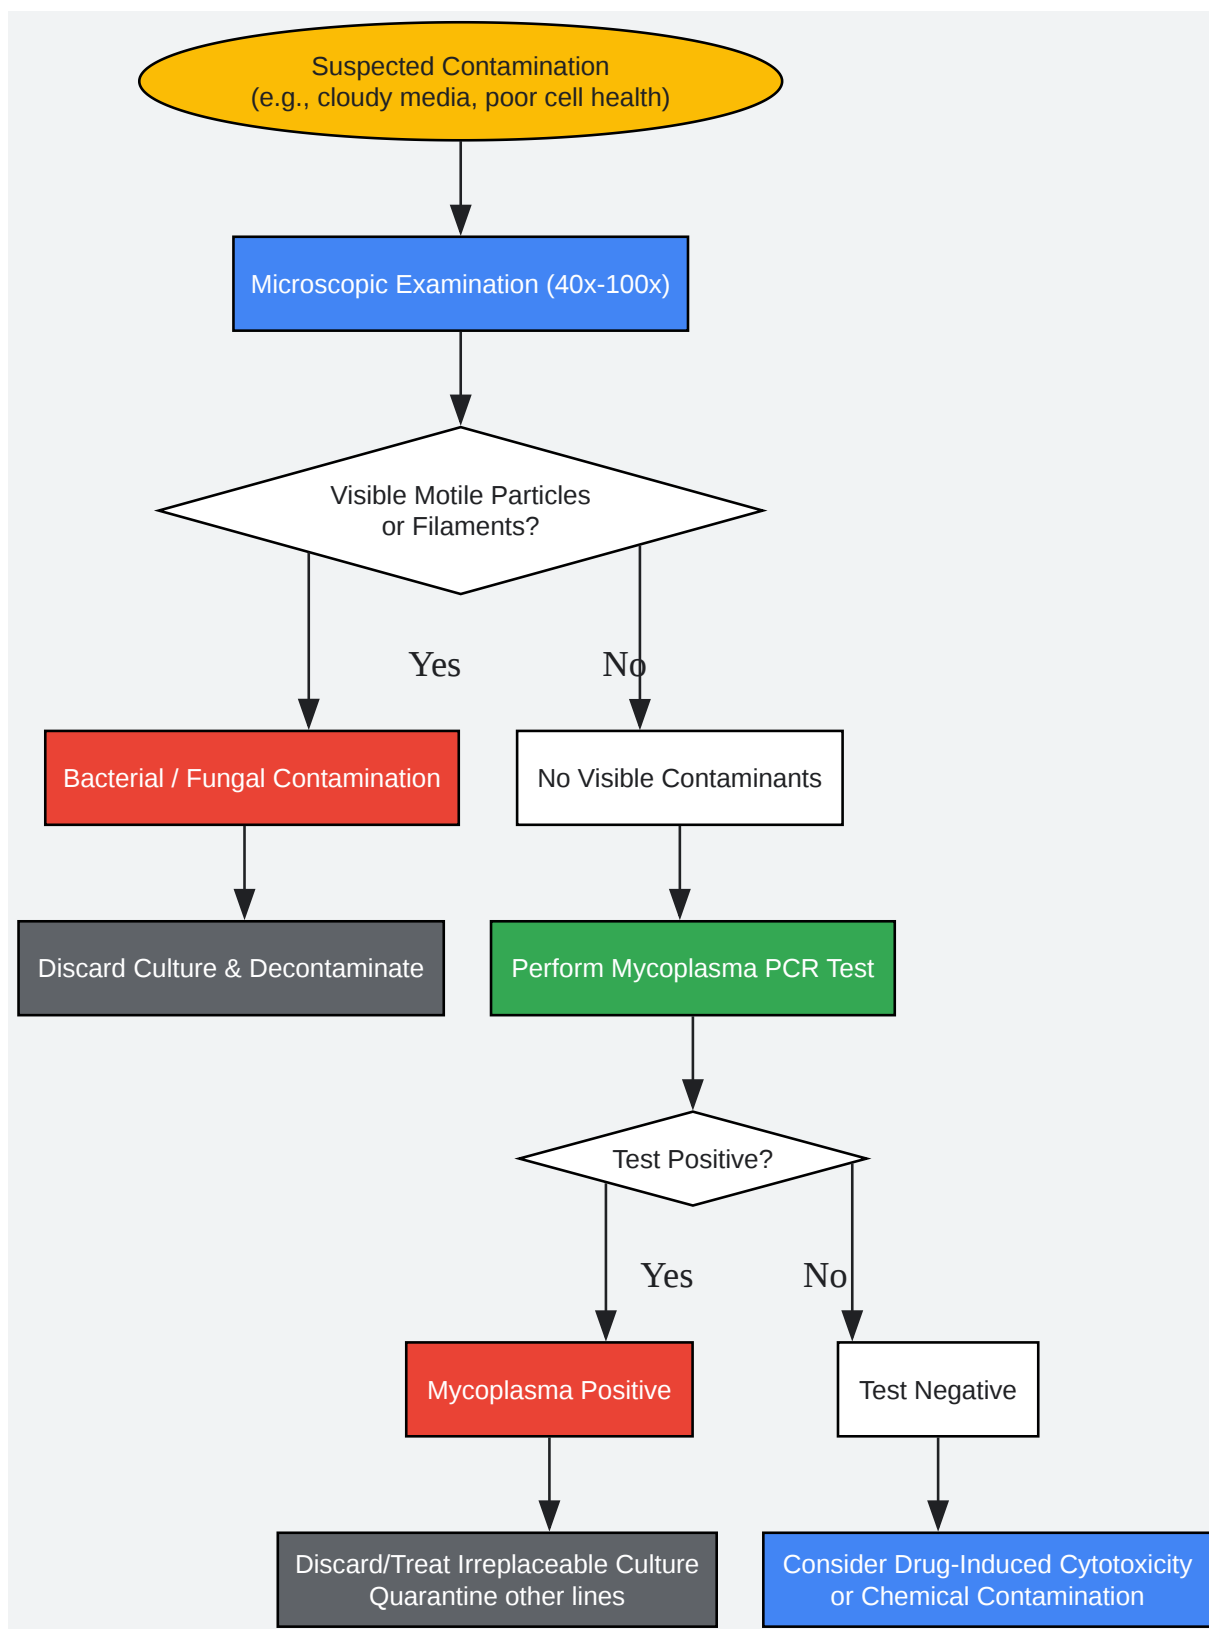 Suspected Contamination
(e.g., cloudy media, poor cell health)
Microscopic Examination (40x-100x)
Visible Motile Particles
or Filaments?
Yes
No
Bacterial / Fungal Contamination
No Visible Contaminants
Discard Culture & Decontaminate
Perform Mycoplasma PCR Test
Test Positive?
Yes
No
Mycoplasma Positive
Test Negative
Discard/Treat Irreplaceable Culture
Quarantine other lines
Consider Drug-Induced Cytotoxicity
or Chemical Contamination